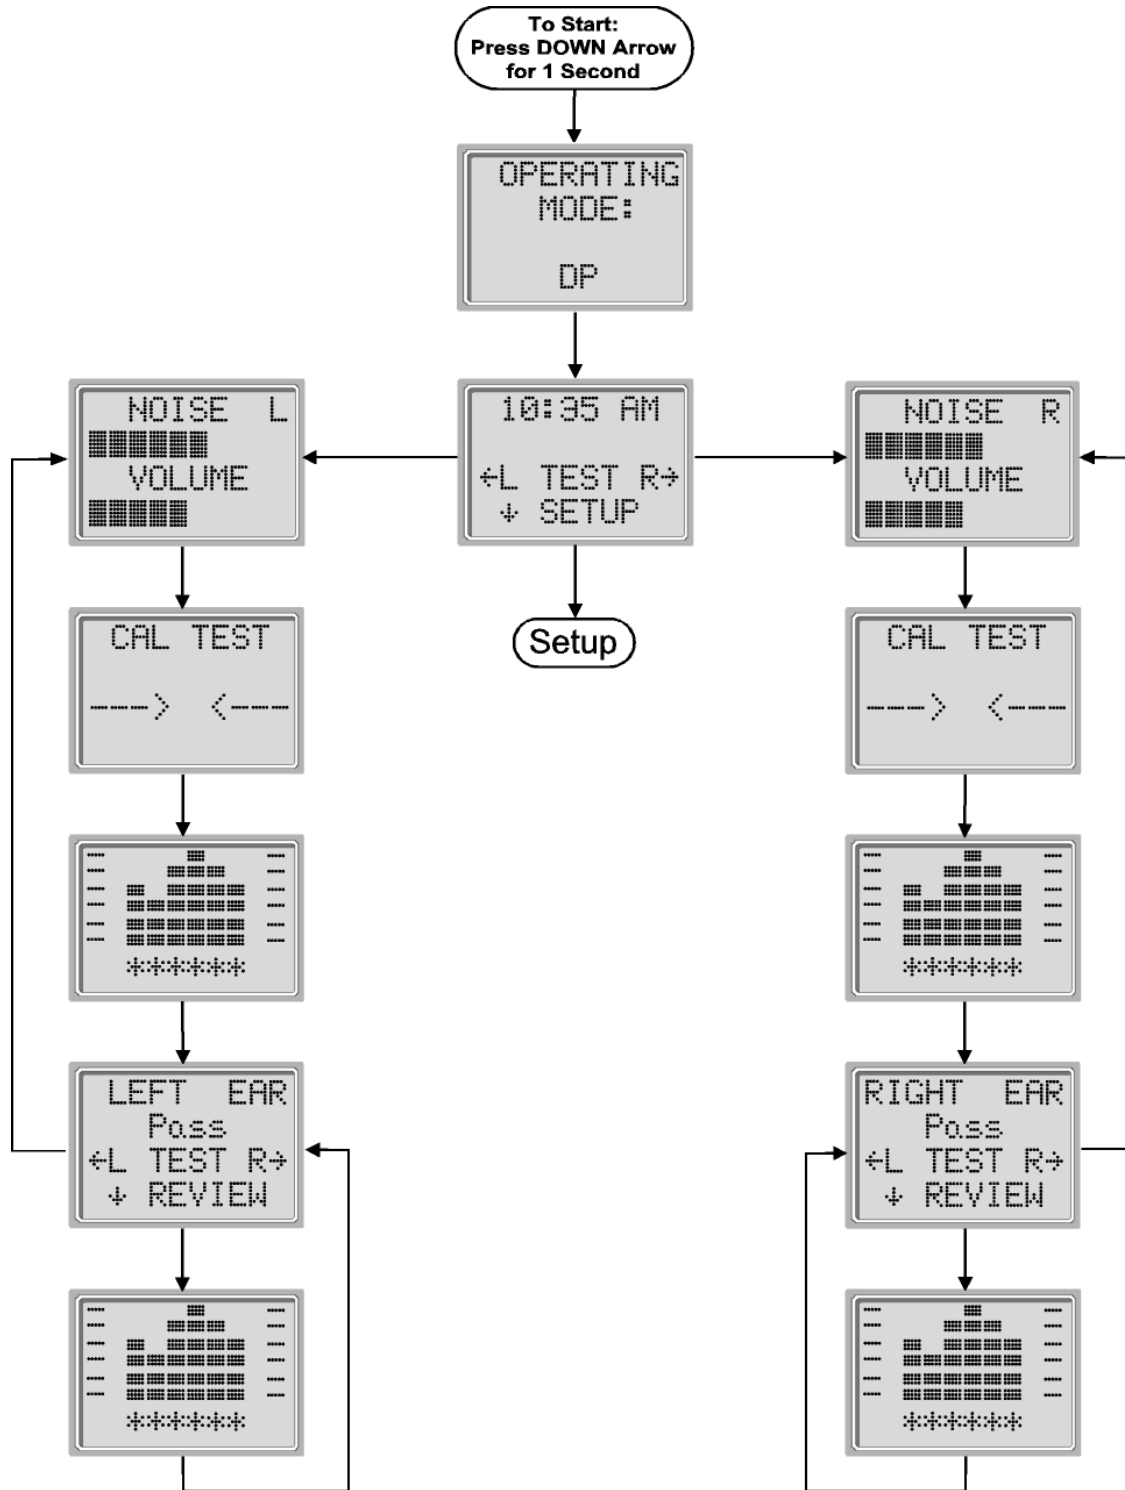 To Start:
Press DOWN Arrow
for 1 Second
OPERATING
MODE:
DP
10:35 AM
←L TEST R→
↓ SETUP
Setup
NOISE L
VOLUME
CAL TEST
---> <---
******
LEFT EAR
Pass
←L TEST R→
↓ REVIEW
******
NOISE R
VOLUME
CAL TEST
---> <---
******
RIGHT EAR
Pass
←L TEST R→
↓ REVIEW
******